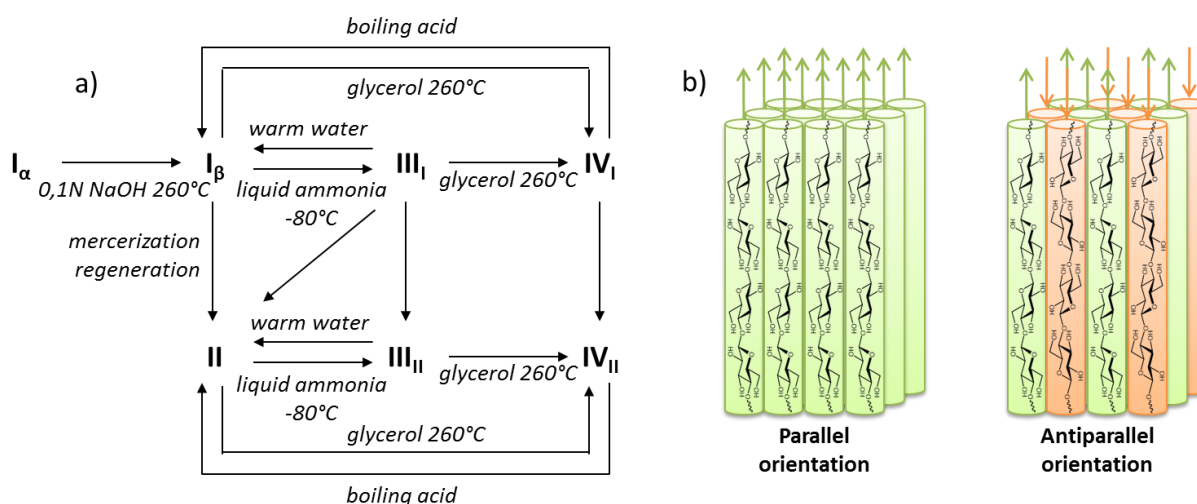 boiling acid
a)
glycerol 260°C
warm water
Iα
Iβ
IIII
IVI
0,1N NaOH 260°C
liquid ammonia
-80°C
glycerol 260°C
mercerization
regeneration
warm water
II
IIIII
IVII
liquid ammonia
-80°C
glycerol 260°C
glycerol 260°C
boiling acid
b)
Parallel
orientation
Antiparallel
orientation